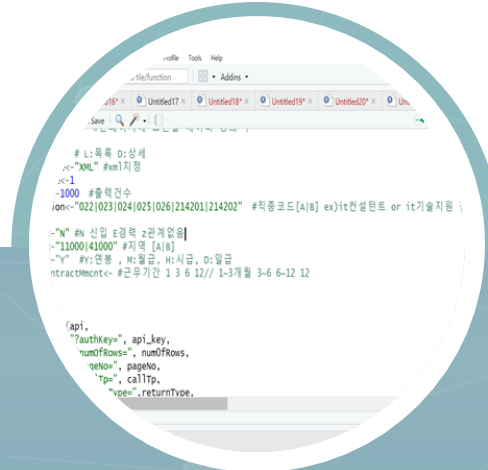 Tools Help
file/function Addins
Untitled17 × Untitled18* × Untitled19* × Untitled20* ×
Save
# L:목록 D:상세
<-"XML" #xml지정
<-1
-1000 #출력건수
ion<-"022|023|024|025|026|214201|214202" #직종코드[A|B] ex)it컨설턴트 or it기술지원
-"N" #N 신입 E경력 Z관계없음
-"11000|41000" #지역 [A|B]
-"Y" #Y:연봉 , M:월급, H:시급, D:일급
ntractMmcnt<- #근무기간 1 3 6 12// 1~3개월 3~6 6~12 12
(api,
"?authKey=", api_key,
numOfRows=", numOfRows,
geNo=", pageNo,
Tp=", callTp,
ype=",returnType,